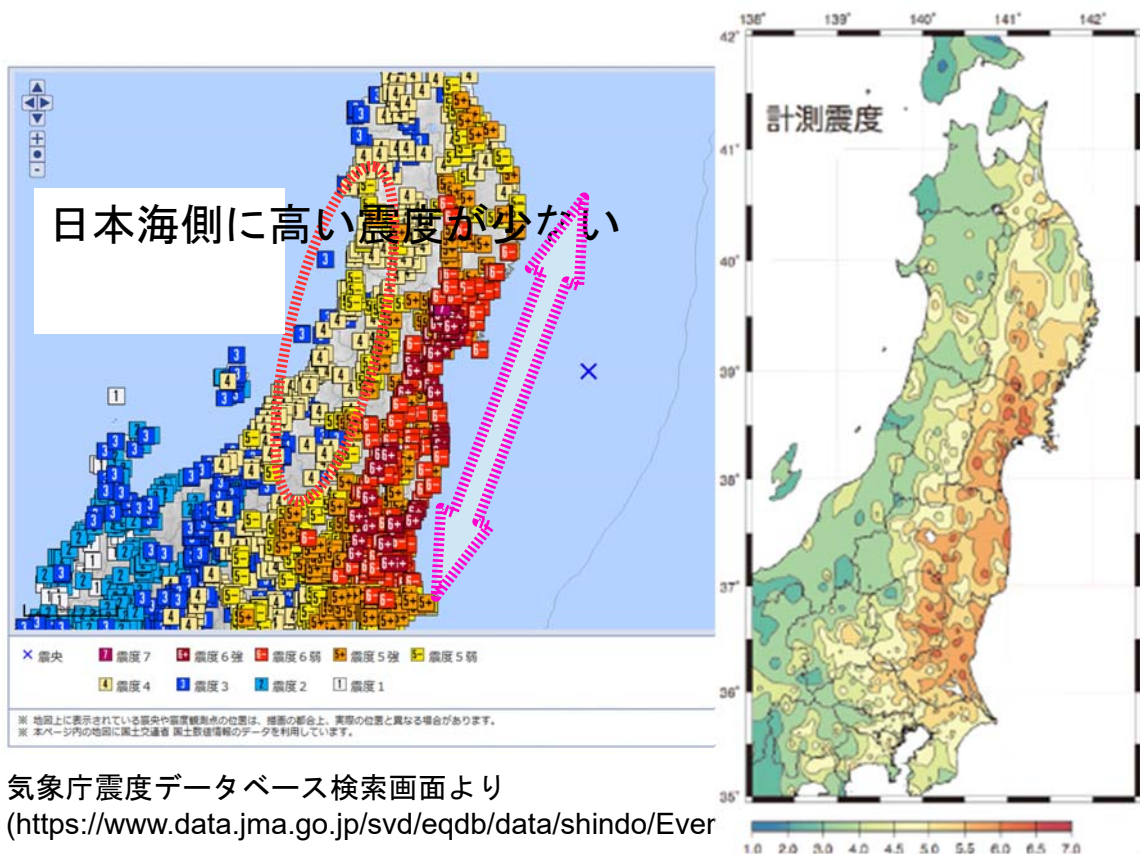 日本海側に高い震度が少ない
× 震央 7 震度７ 6+ 震度６強 6- 震度６弱 5+ 震度５強 5- 震度５弱
4 震度４ 3 震度３ 2 震度２ 1 震度１
※ 地図上に表示されている震央や震度観測点の位置は、描画の都合上、実際の位置と異なる場合があります。
※ 本ページ内の地図に国土交通省 国土数値情報のデータを利用しています。
気象庁震度データベース検索画面より
(https://www.data.jma.go.jp/svd/eqdb/data/shindo/Ever
138° 139° 140° 141° 142°
42°
計測震度
41°
40°
39°
38°
37°
36°
35°
1.0 2.0 3.0 4.0 4.5 5.0 5.5 6.0 6.5 7.0